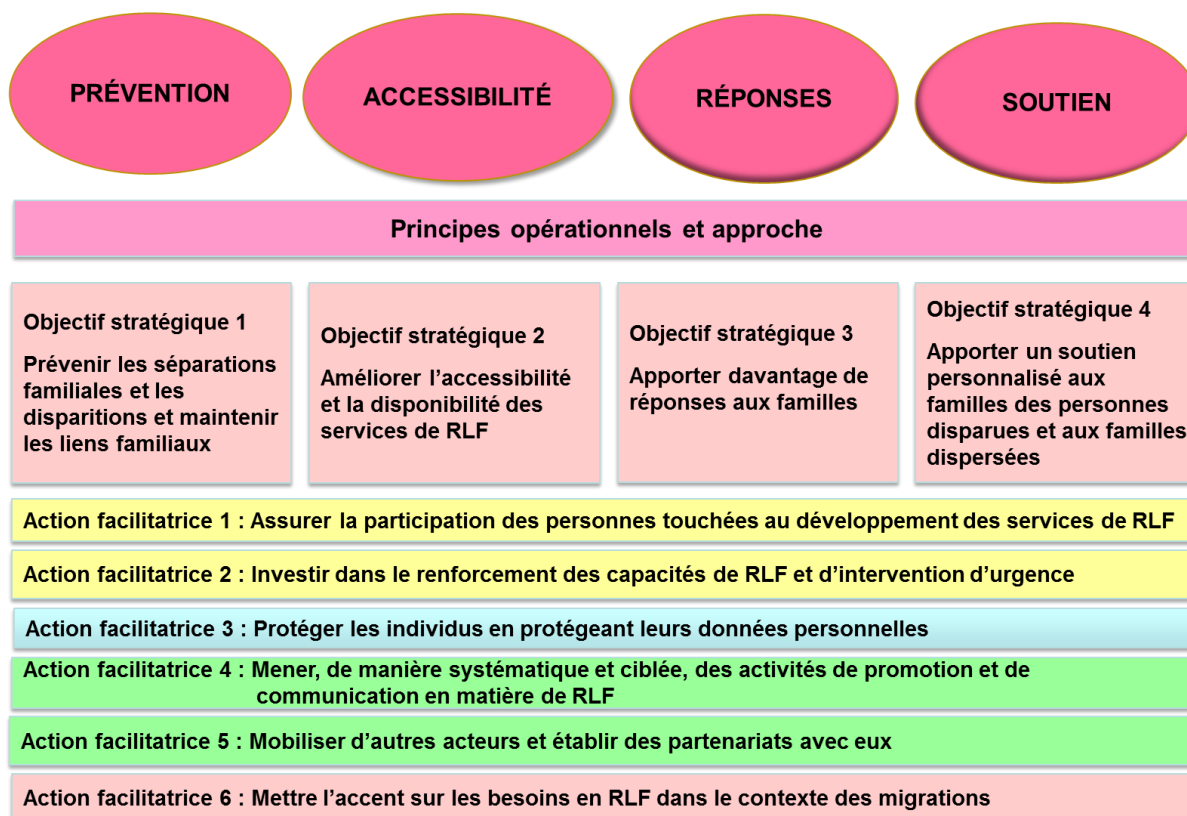 PRÉVENTION
ACCESSIBILITÉ
RÉPONSES
SOUTIEN
Principes opérationnels et approche
Objectif stratégique 1
Prévenir les séparations
familiales et les
disparitions et maintenir
les liens familiaux
Objectif stratégique 2
Améliorer l’accessibilité
et la disponibilité des
services de RLF
Objectif stratégique 3
Apporter davantage de
réponses aux familles
Objectif stratégique 4
Apporter un soutien
personnalisé aux
familles des personnes
disparues et aux familles
dispersées
Action facilitatrice 1 : Assurer la participation des personnes touchées au développement des services de RLF
Action facilitatrice 2 : Investir dans le renforcement des capacités de RLF et d’intervention d’urgence
Action facilitatrice 3 : Protéger les individus en protégeant leurs données personnelles
Action facilitatrice 4 : Mener, de manière systématique et ciblée, des activités de promotion et de
communication en matière de RLF
Action facilitatrice 5 : Mobiliser d’autres acteurs et établir des partenariats avec eux
Action facilitatrice 6 : Mettre l’accent sur les besoins en RLF dans le contexte des migrations